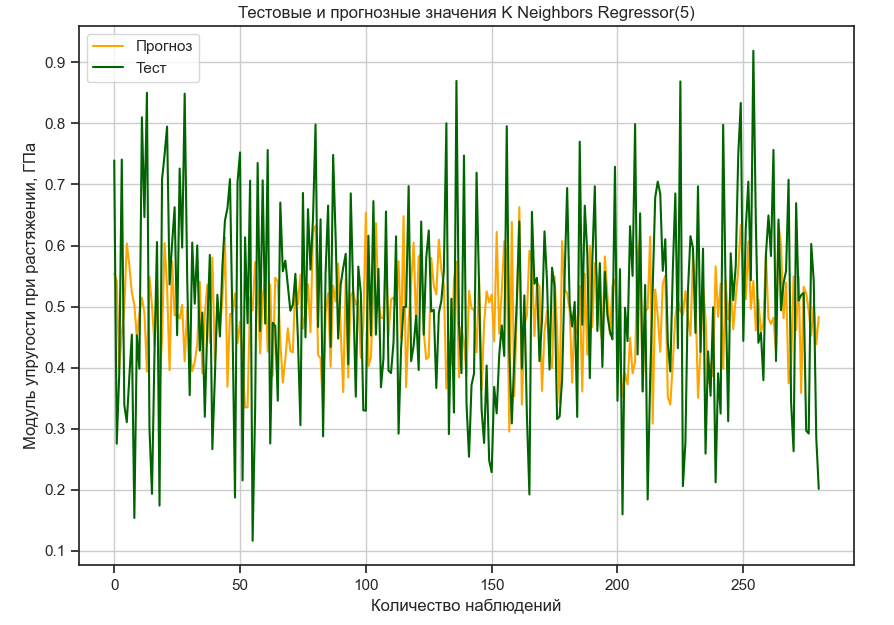 Тестовые и прогнозные значения K Neighbors Regressor(5)
Прогноз
Тест
Модуль упругости при растяжении, ГПа
0.9
0.8
0.7
0.6
0.5
0.4
0.3
0.2
0.1
0 50 100 150 200 250
Количество наблюдений